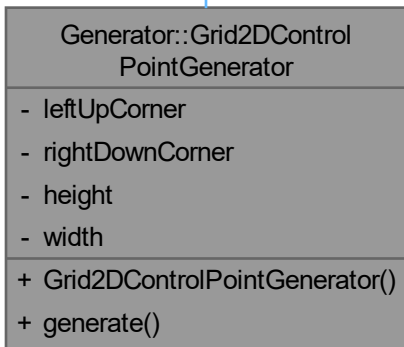 Generator::Grid2DControl
PointGenerator
- leftUpCorner
- rightDownCorner
- height
- width
+ Grid2DControlPointGenerator()
+ generate()